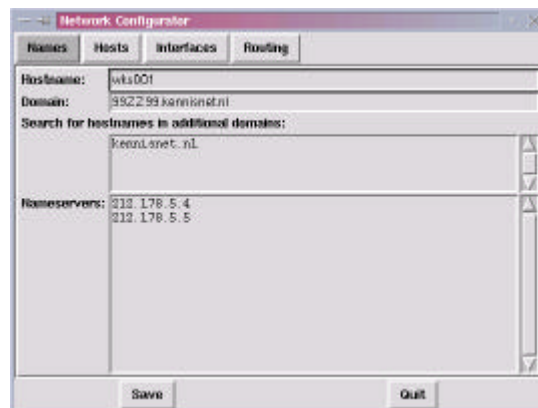 Network Configurator
Names Hosts Interfaces Routing
Hostname: wks001
Domain: 99ZZ99.kennisnet.nl
Search for hostnames in additional domains:
kennisnet.nl
Nameservers: 212.178.5.4
212.178.5.5
Save Quit